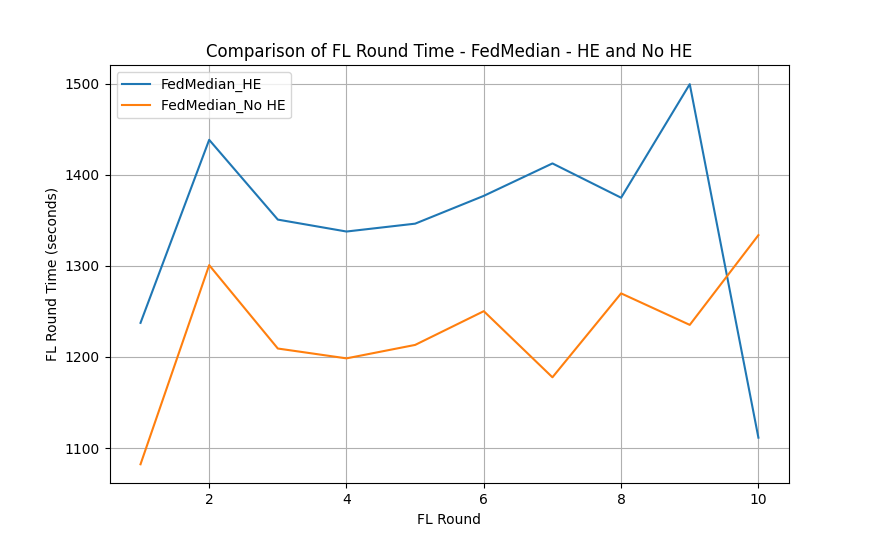 Comparison of FL Round Time - FedMedian - HE and No HE
FedMedian_HE
FedMedian_No HE
FL Round Time (seconds)
1500
1400
1300
1200
1100
2 4 6 8 10
FL Round